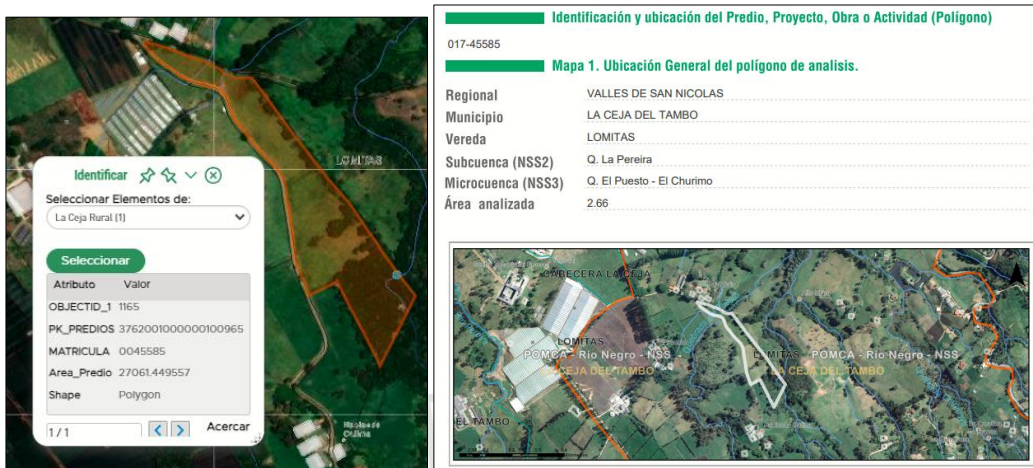 LOMITAS
Identificar
Seleccionar Elementos de:
La Ceja Rural (1)
Seleccionar
Atributo Valor
OBJECTID_1 1165
PK_PREDIOS 3762001000000100965
MATRICULA 0045585
Area_Predio 27061.449557
Shape Polygon
1 / 1
Acercar
Identificación y ubicación del Predio, Proyecto, Obra o Actividad (Polígono)
017-45585
Mapa 1. Ubicación General del polígono de analisis.
Regional VALLES DE SAN NICOLAS
Municipio LA CEJA DEL TAMBO
Vereda LOMITAS
Subcuenca (NSS2) Q. La Pereira
Microcuenca (NSS3) Q. El Puesto - El Churimo
Área analizada 2.66
CABECERA LA CEJA
LOMITAS
LOMITAS
POMCA - Rio Negro - NSS
POMCA - Rio Negro - NSS
LA CEJA DEL TAMBO
LA CEJA DEL TAMBO
EL TAMBO